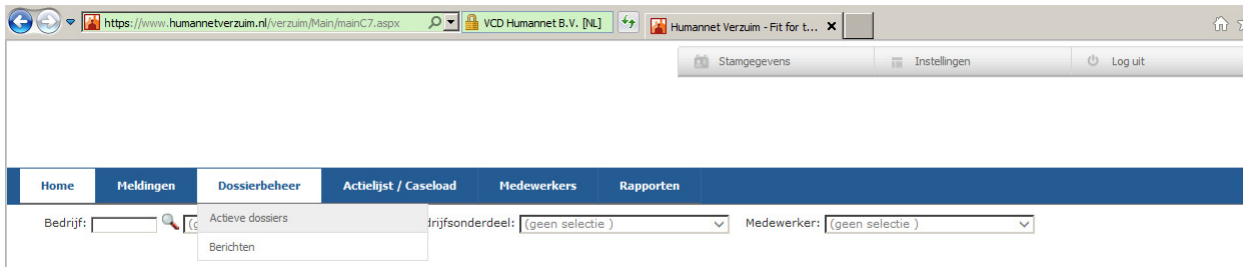 https://www.humannetverzuim.nl/verzuim/Main/mainC7.aspx VCD Humannet B.V. [NL] Humannet Verzuim - Fit for t...
Stamgegevens Instellingen Log uit
Home Meldingen Dossierbeheer Actielijst / Caseload Medewerkers Rapporten
Bedrijf: drijfsonderdeel: (geen selectie ) Medewerker: (geen selectie )
Actieve dossiers
Berichten